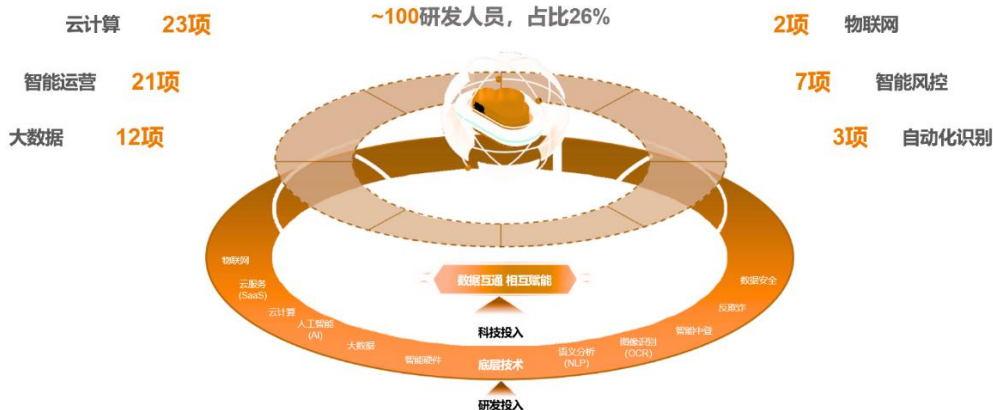 云计算 23项
~100研发人员，占比26%
2项 物联网
智能运营 21项
7项 智能风控
大数据 12项
3项 自动化识别
物联网
云服务
(SaaS)
云计算
人工智能
(AI)
大数据
智能硬件
底层技术
语义分析
(NLP)
图像识别
(OCR)
智能中登
反欺诈
数据安全
数据互通 相互赋能
科技投入
研发投入